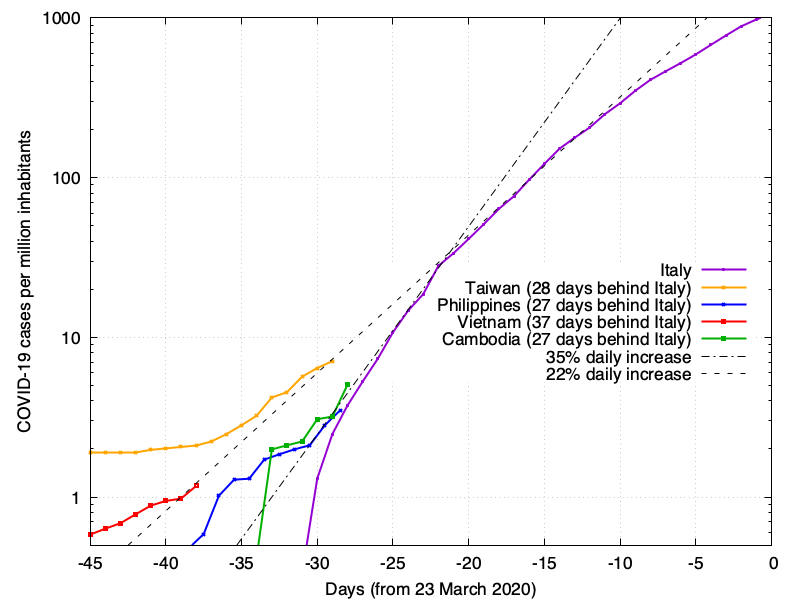 1000
100
10
1
COVID-19 cases per million inhabitants
Italy
Taiwan (28 days behind Italy)
Philippines (27 days behind Italy)
Vietnam (37 days behind Italy)
Cambodia (27 days behind Italy)
35% daily increase
22% daily increase
-45 -40 -35 -30 -25 -20 -15 -10 -5 0
Days (from 23 March 2020)